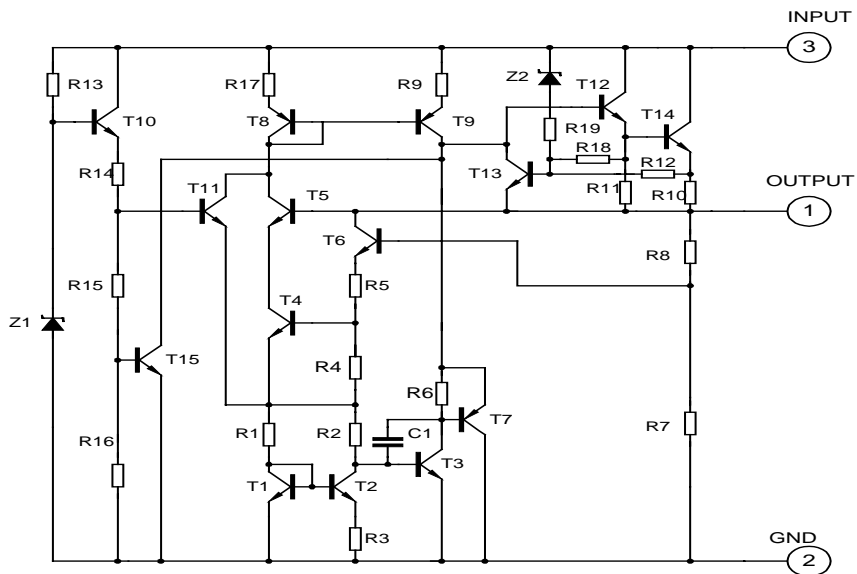 INPUT
3
R13
R17
R9
Z2
T12
T10
T8
T9
T14
R19
R18
R14
T13
R12
T11
R11
R10
OUTPUT
T5
1
T6
R8
R15
R5
T4
Z1
T15
R4
R6
T7
R16
R1
R2
C1
R7
T3
T1
T2
R3
GND
2